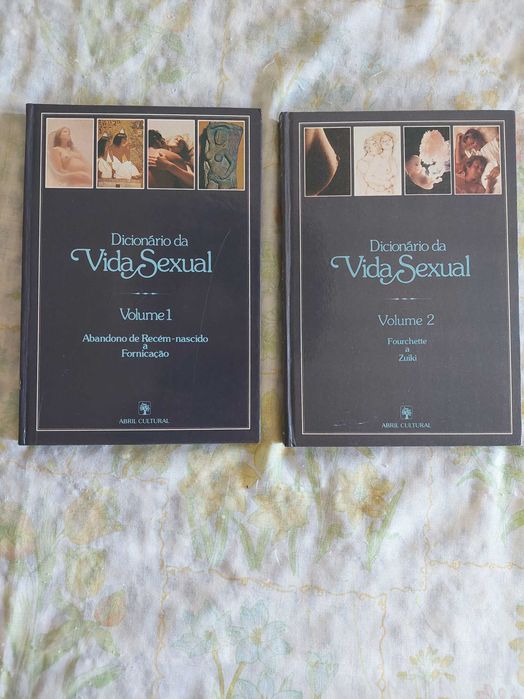 Dicionário da
Vida Sexual
Volume 1
Abandono de Recém-nascido
a
Fornicação
ABRIL CULTURAL
Dicionário da
Vida Sexual
Volume 2
Fourchette
a
Zuiki
ABRIL CULTURAL